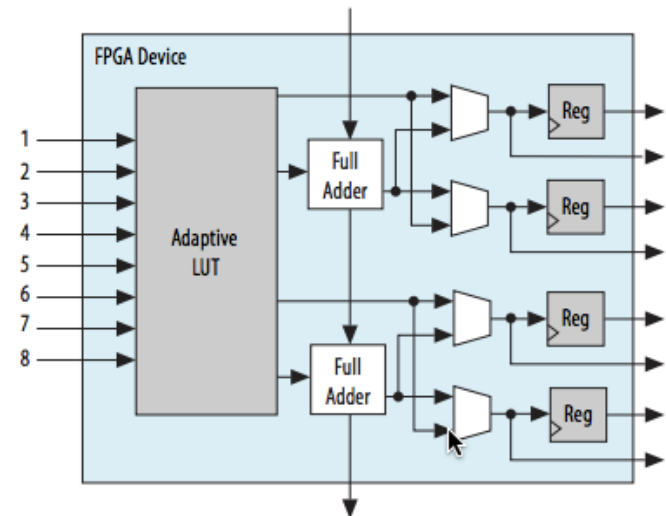 FPGA Device
1
2
3
4
5
6
7
8
Adaptive
LUT
Full
Adder
Full
Adder
Reg
Reg
Reg
Reg